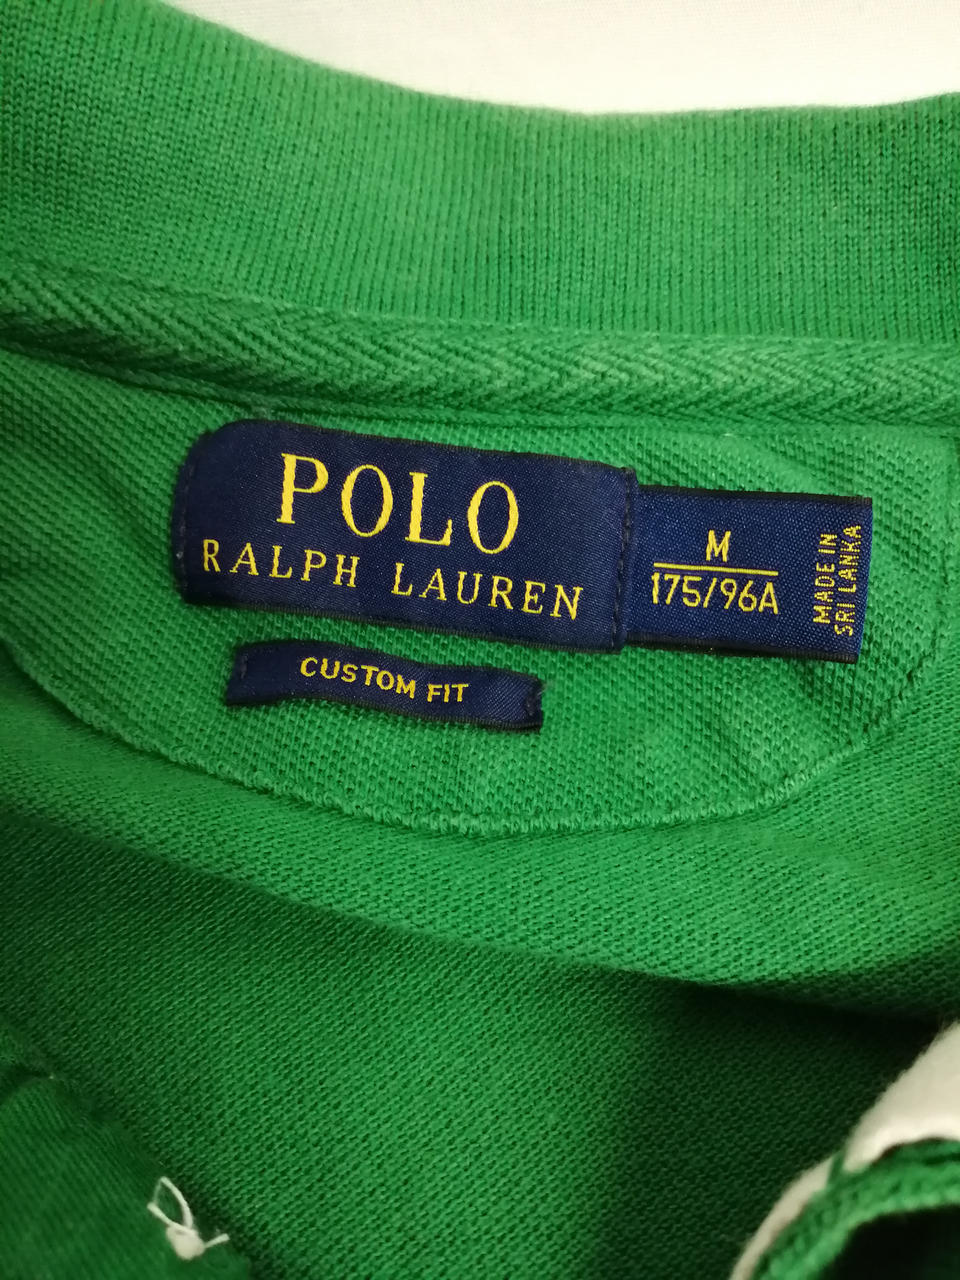 POLO
RALPH LAUREN
M
175/96A
MADE IN
SRI LANKA
CUSTOM FIT